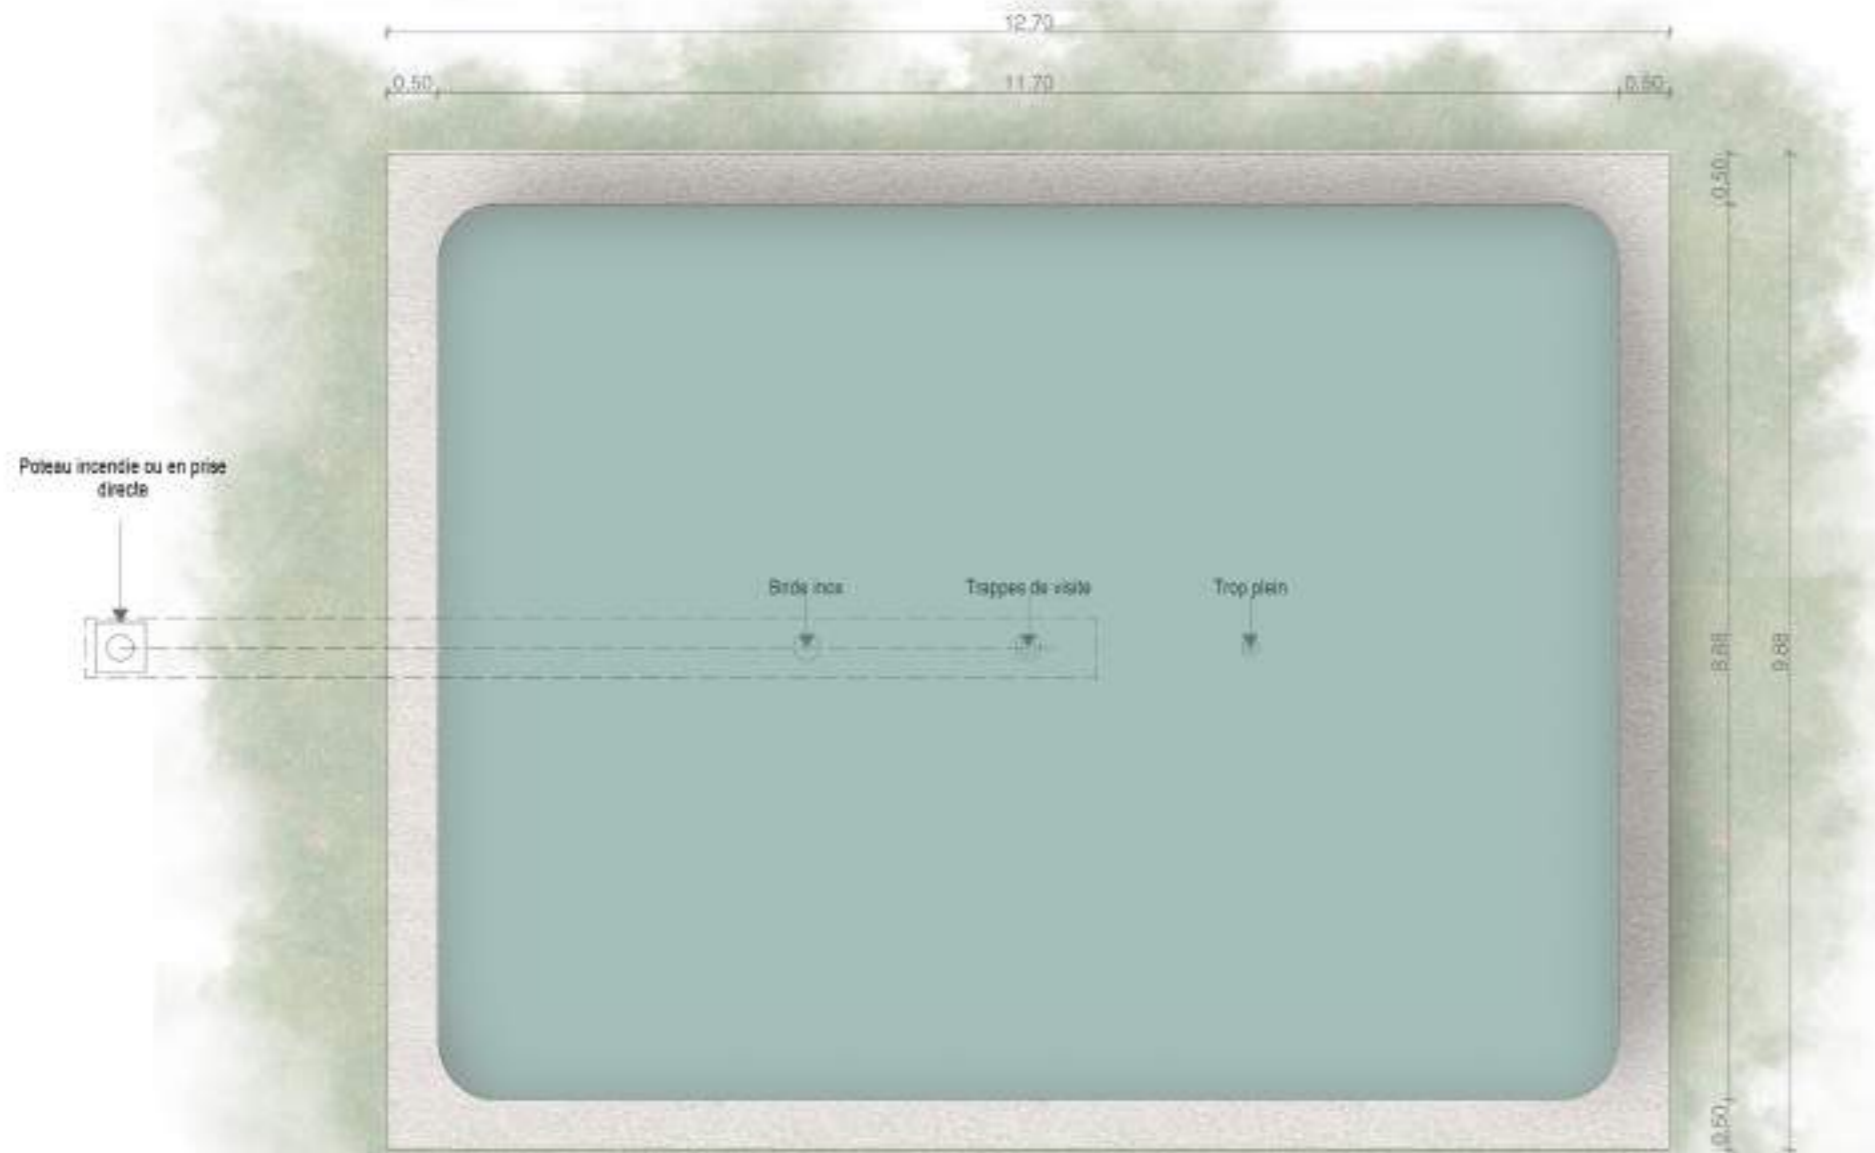 12.70
0.50 11.70 0.50
0.50
Poteau incendie ou en prise
directe
Bride inox Trappes de visite Trop plein
8.88 9.88
0.50